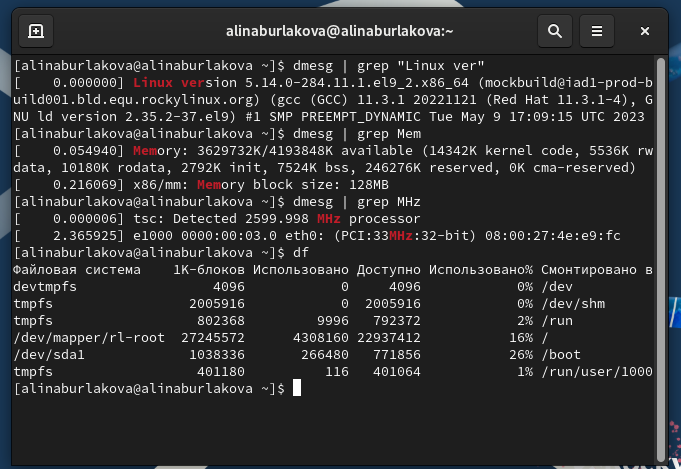 alinaburlakova@alinaburlakova:~
[alinaburlakova@alinaburlakova ~]$ dmesg | grep "Linux ver"
[    0.000000] Linux version 5.14.0-284.11.1.el9_2.x86_64 (mockbuild@iad1-prod-b
uild001.bld.equ.rockylinux.org) (gcc (GCC) 11.3.1 20221121 (Red Hat 11.3.1-4), G
NU ld version 2.35.2-37.el9) #1 SMP PREEMPT_DYNAMIC Tue May 9 17:09:15 UTC 2023
[alinaburlakova@alinaburlakova ~]$ dmesg | grep Mem
[    0.054940] Memory: 3629732K/4193848K available (14342K kernel code, 5536K rw
data, 10180K rodata, 2792K init, 7524K bss, 246276K reserved, 0K cma-reserved)
[    0.216069] x86/mm: Memory block size: 128MB
[alinaburlakova@alinaburlakova ~]$ dmesg | grep MHz
[    0.000006] tsc: Detected 2599.998 MHz processor
[    2.365925] e1000 0000:00:03.0 eth0: (PCI:33MHz:32-bit) 08:00:27:4e:e9:fc
[alinaburlakova@alinaburlakova ~]$ df
Файловая система    1K-блоков Использовано Доступно Использовано% Cмонтировано в
devtmpfs                 4096            0     4096            0% /dev
tmpfs                 2005916            0  2005916            0% /dev/shm
tmpfs                  802368         9996   792372            2% /run
/dev/mapper/rl-root  27245572      4308160 22937412           16% /
/dev/sda1             1038336       266480   771856           26% /boot
tmpfs                  401180          116   401064            1% /run/user/1000
[alinaburlakova@alinaburlakova ~]$